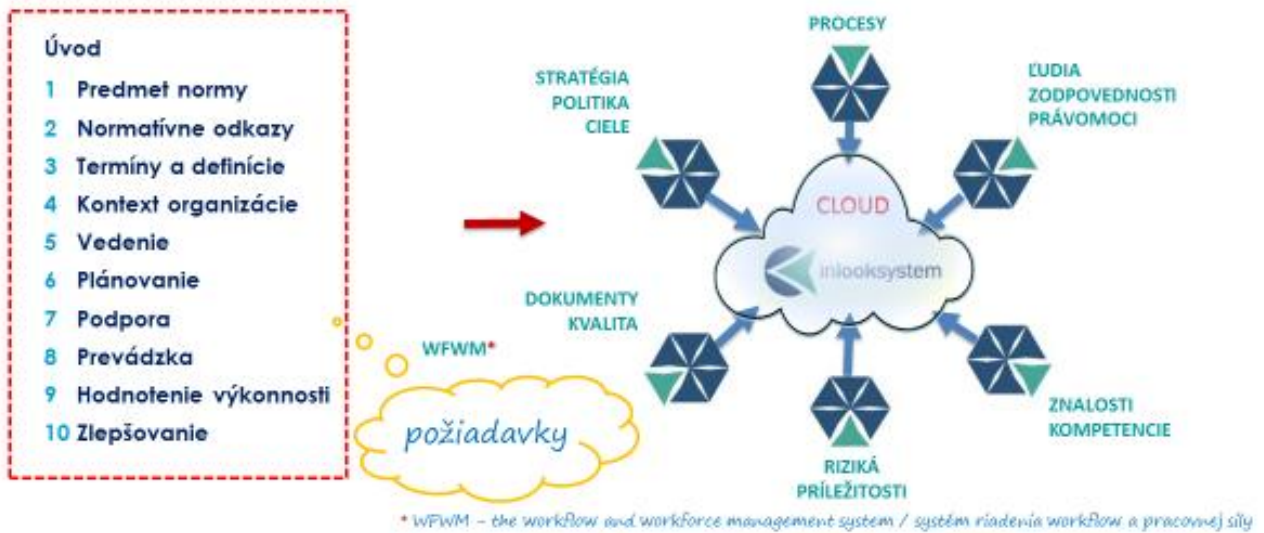 Úvod
1 Predmet normy
2 Normatívne odkazy
3 Termíny a definície
4 Kontext organizácie
5 Vedenie
6 Plánovanie
7 Podpora
8 Prevádzka
9 Hodnotenie výkonnosti
10 Zlepšovanie
WFWM*
požiadavky
PROCESY
STRATÉGIA
POLITIKA
CIELE
ĽUDIA
ZODPOVEDNOSTI
PRÁVOMOCI
CLOUD
inlooksystem
DOKUMENTY
KVALITA
ZNALOSTI
KOMPETENCIE
RIZIKÁ
PRÍLEŽITOSTI
* WFWM – the workflow and workforce management system / systém riadenia workflow a pracovnej sily